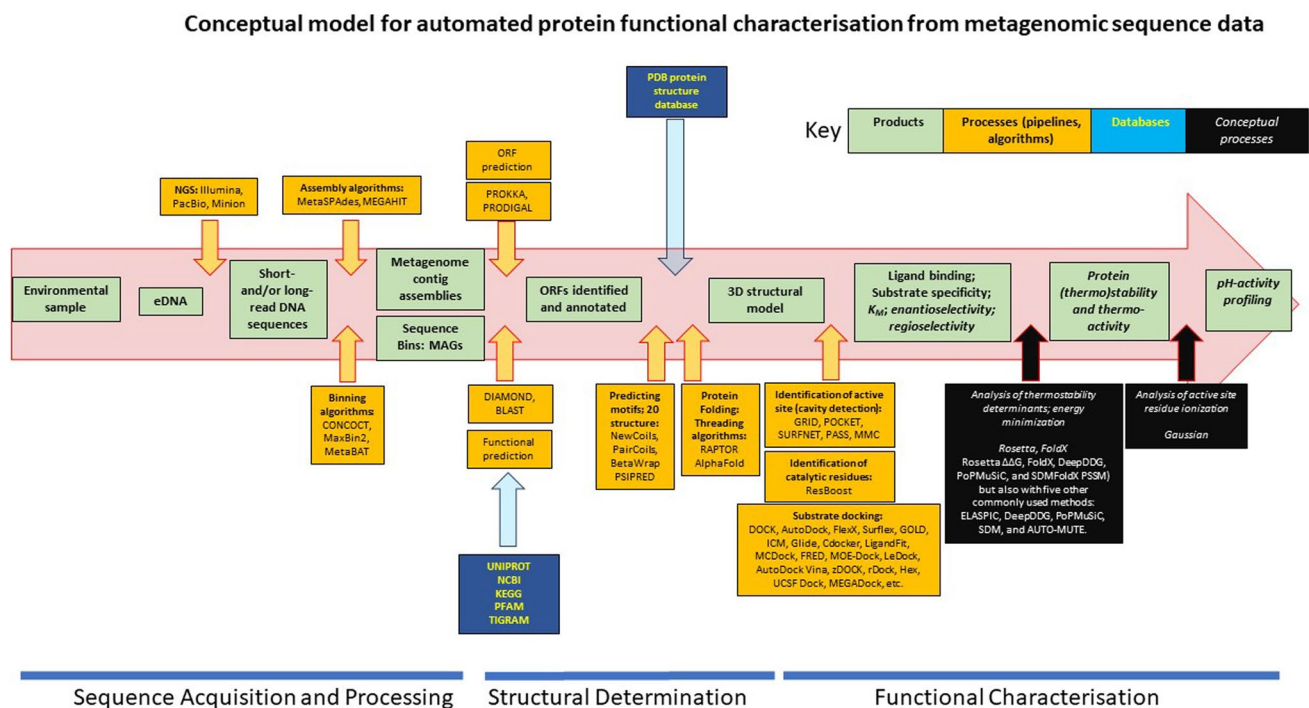 Conceptual model for automated protein functional characterisation from metagenomic sequence data
PDB protein
structure
database
Key
Products
Processes (pipelines,
algorithms)
Databases
Conceptual
processes
NGS: Illumina,
PacBio, Minion
Assembly algorithms:
MetaSPAdes, MEGAHIT
ORF
prediction
PROKKA,
PRODIGAL
Environmental
sample
eDNA
Short-
and/or long-
read DNA
sequences
Metagenome
contig
assemblies
Sequence
Bins: MAGs
ORFs identified
and annotated
3D structural
model
Ligand binding;
Substrate specificity;
KM; enantioselectivity;
regioselectivity
Protein
(thermo)stability
and thermo-
activity
pH-activity
profiling
Binning
algorithms:
CONCOCT,
MaxBin2,
MetaBAT
DIAMOND,
BLAST
Functional
prediction
UNIPROT
NCBI
KEGG
PFAM
TIGRAM
Predicting
motifs; 20
structure:
NewCoils,
PairCoils,
BetaWrap
PSIPRED
Protein
Folding:
Threading
algorithms:
RAPTOR
AlphaFold
Identification of active
site (cavity detection):
GRID, POCKET,
SURFNET, PASS, MMC
Identification of
catalytic residues:
ResBoost
Substrate docking:
DOCK, AutoDock, FlexX, Surflex, GOLD,
ICM, Glide, Cdocker, LigandFit,
MCDock, FRED, MOE-Dock, LeDock,
AutoDock Vina, zDOCK, rDock, Hex,
UCSF Dock, MEGADock, etc.
Analysis of thermostability
determinants; energy
minimization
Rosetta, FoldX
Rosetta ΔΔG, FoldX, DeepDDG,
PoPMuSiC, and SDMFoldX PSSM)
but also with five other
commonly used methods:
ELASPIC, DeepDDG, PoPMuSiC,
SDM, and AUTO-MUTE.
Analysis of active site
residue ionization
Gaussian
Sequence Acquisition and Processing
Structural Determination
Functional Characterisation